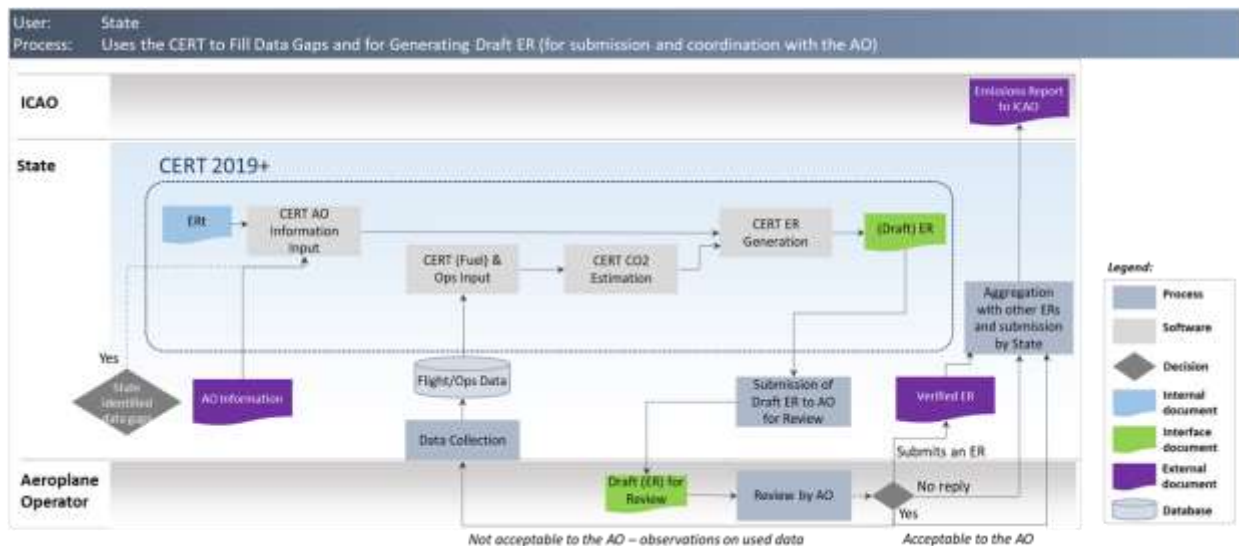 User: State
Process: Uses the CERT to Fill Data Gaps and for Generating Draft ER (for submission and coordination with the AO)
ICAO
Emissions Report
to ICAO
State
CERT 2019+
ERt
CERT AO
Information
Input
CERT ER
Generation
(Draft) ER
CERT (Fuel) &
Ops Input
CERT CO2
Estimation
Aggregation
with other ERs
and submission
by State
Legend:
Process
Software
Decision
Internal
document
Interface
document
External
document
Database
Yes
State
identified
data gaps
AO Information
Flight/Ops Data
Submission of
Draft ER to AO
for Review
Verified ER
Data Collection
Submits an ER
Aeroplane
Operator
Draft (ER) for
Review
Review by AO
No reply
Yes
Not acceptable to the AO – observations on used data
Acceptable to the AO